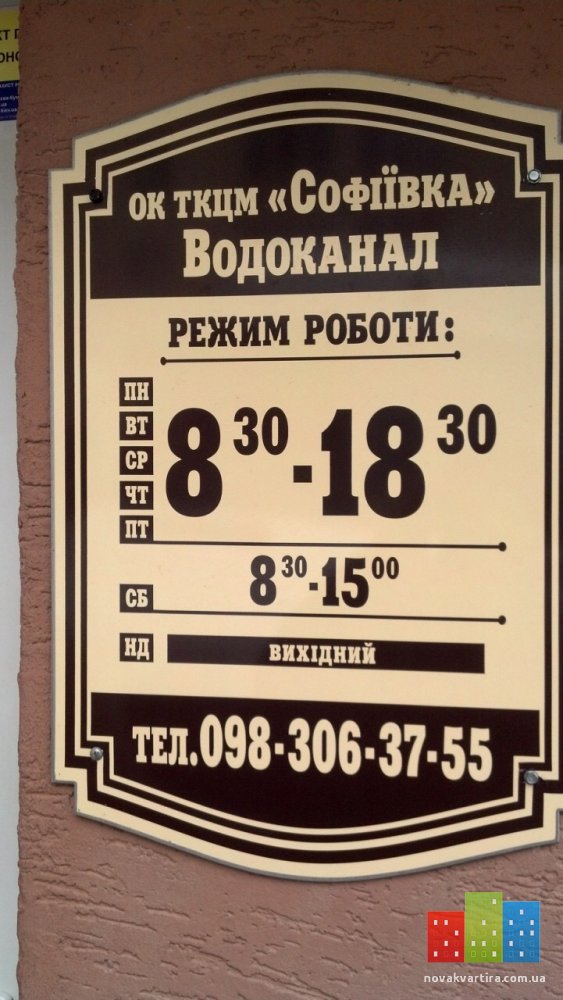 ОК ТКЦМ «СОФІЇВКА»
ВОДОКАНАЛ
РЕЖИМ РОБОТИ:
ПН
ВТ
СР
ЧТ
ПТ
8 30 - 18 30
СБ
8 30 - 15 00
НД
ВИХІДНИЙ
ТЕЛ. 098-306-37-55
novakvartira.com.ua